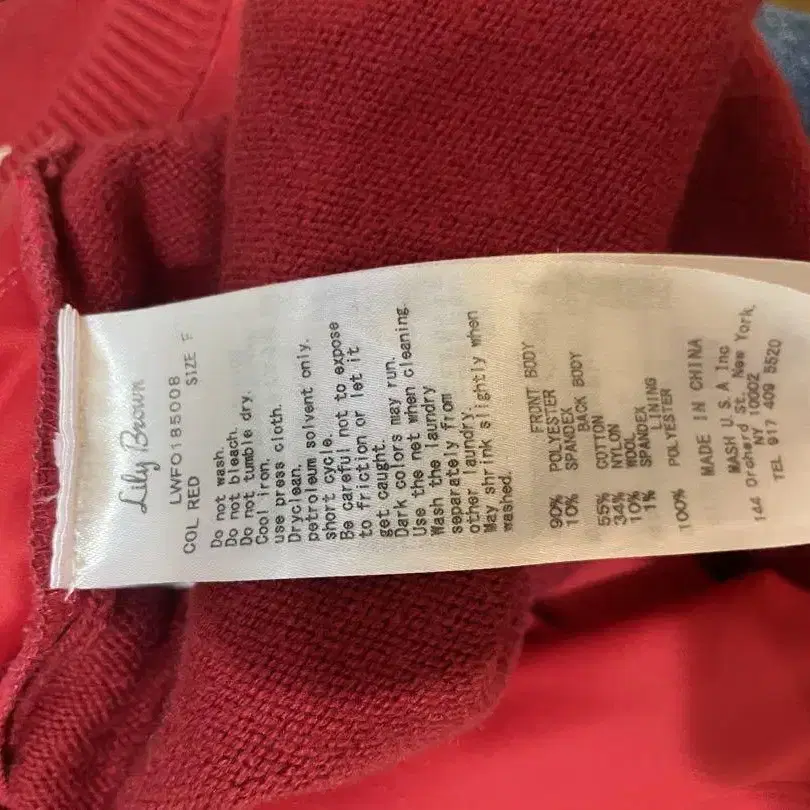 Lily Brown
LWFO185008
COL RED SIZE F
Do not wash.
Do not bleach.
Do not tumble dry.
Cool iron.
use press cloth.
Dryclean.
petroleum solvent only.
short cycle.
Be careful not to expose
to friction or let it
get caught.
Dark colors may run.
Use the net when cleaning.
Wash the laundry
separately from
other laundry.
May shrink slightly when
washed.
FRONT BODY
90% POLYESTER
10% SPANDEX
BACK BODY
55% COTTON
34% NYLON
10% WOOL
1% SPANDEX
LINING
100% POLYESTER
MADE IN CHINA
MASH U.S.A Inc
144 Orchard St. New York,
NY 10002
TEL 917 409 5520